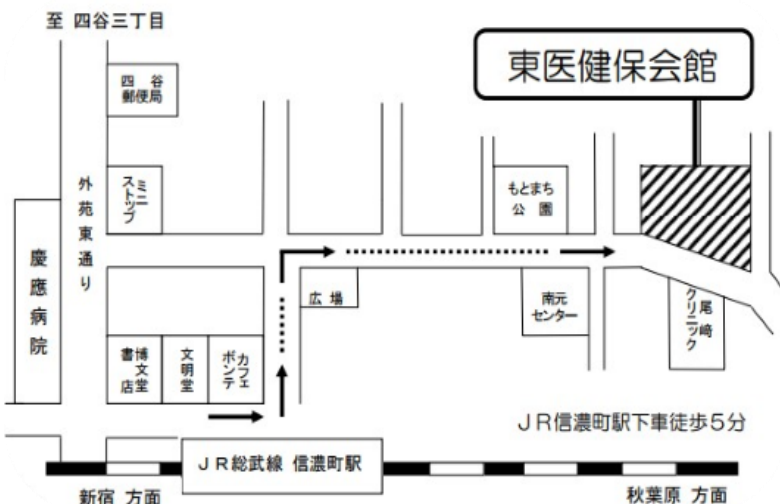 至 四谷三丁目
東医健保会館
四谷
郵便局
ミニ
ストップ
外苑東通り
もとまち
公園
慶應病院
広場
南元
センター
尾﨑
クリニック
博文堂
書店
文明堂
カフェ
ボンテ
JR信濃町駅下車徒歩5分
JR総武線 信濃町駅
新宿 方面
秋葉原 方面